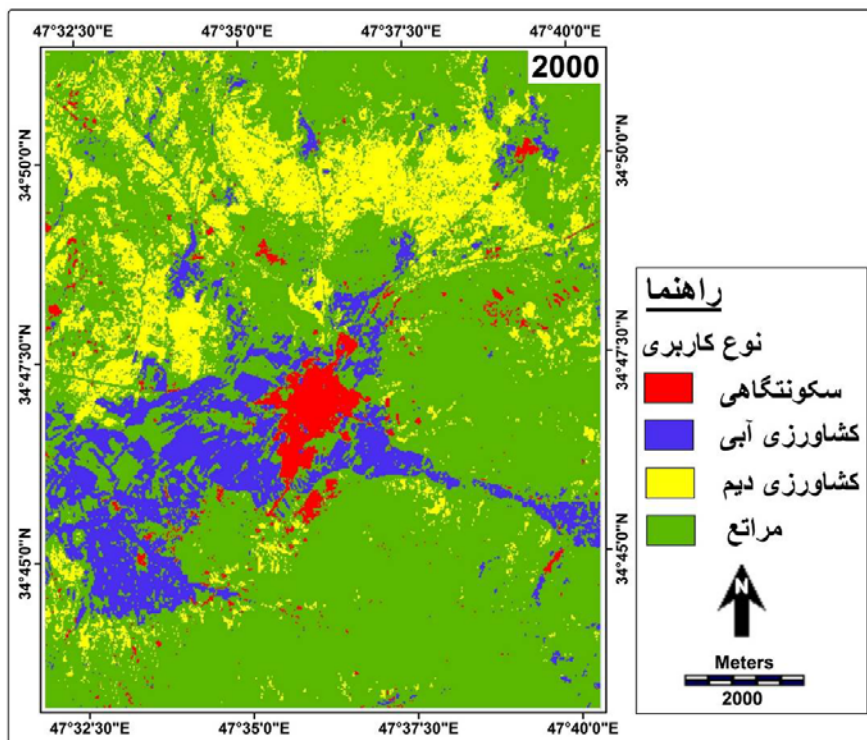 47°32'30"E 47°35'0"E 47°37'30"E 47°40'0"E
2000
34°50'0"N 34°50'0"N
34°47'30"N 34°47'30"N
34°45'0"N 34°45'0"N
47°32'30"E 47°35'0"E 47°37'30"E 47°40'0"E
راهنما
نوع کاربری
سکونتگاهی
کشاورزی آبی
کشاورزی دیم
مراتع
N
Meters
2000